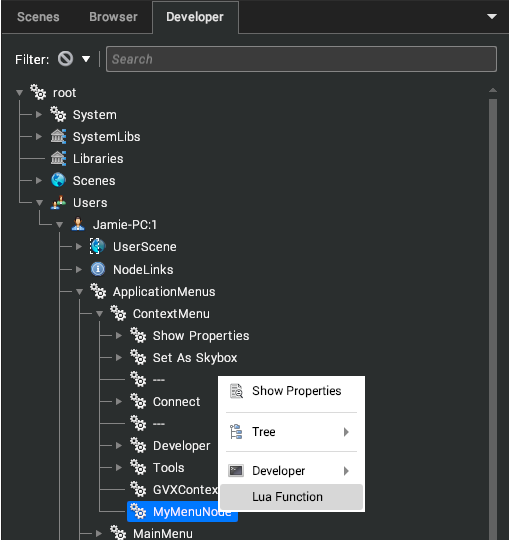 Scenes Browser Developer
Filter: Search
root
System
SystemLibs
Libraries
Scenes
Users
Jamie-PC:1
UserScene
NodeLinks
ApplicationMenus
ContextMenu
Show Properties
Set As Skybox
---
Connect
---
Developer
Tools
GVXContex
MyMenuNode
MainMenu
Show Properties
Tree
Developer
Lua Function